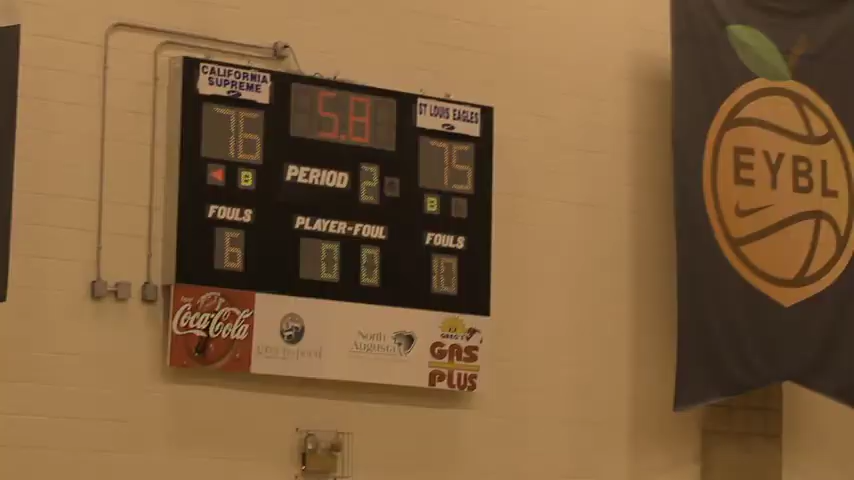 CALIFORNIA
SUPREME
5.8
ST LOUIS EAGLES
76
75
PERIOD 2
B
B
FOULS
PLAYER-FOUL
FOULS
6
0 0
10
Coca-Cola
North
Augusta
GAS
PLUS
EYBL